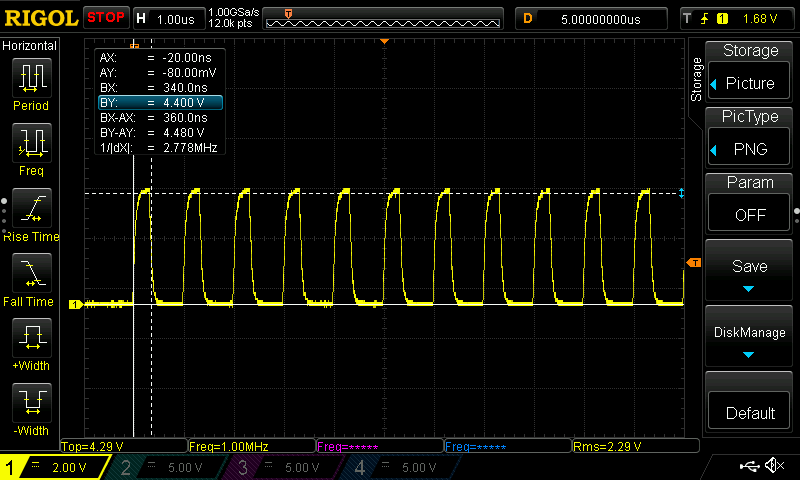 RIGOL STOP H 1.00us 1.00GSa/s 12.0k pts T D 5.00000000us T 1 1.68 V
Horizontal
Period
Freq
Rise Time
Fall Time
+Width
-Width
AX: = -20.00ns
AY: = -80.00mV
BX: = 340.0ns
BY: = 4.400 V
BX-AX: = 360.0ns
BY-AY: = 4.480 V
1/|dX|: = 2.778MHz
1
T
Storage
Storage
Picture
PicType
PNG
Param
OFF
Save
DiskManage
Default
Top=4.29 V Freq=1.00MHz Freq=***** Freq=***** Rms=2.29 V
1 = 2.00 V 2 = 5.00 V 3 = 5.00 V 4 = 5.00 V